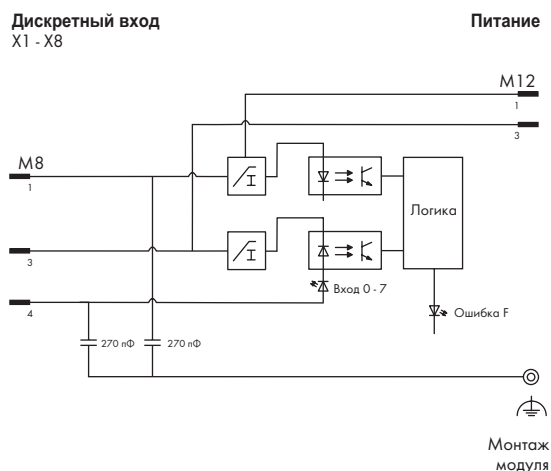 Дискретный вход
X1 - X8
Питание
M12
1
3
M8
1
3
4
I
I
Логика
Вход 0 - 7
Ошибка F
270 пФ
270 пФ
Монтаж
модуля